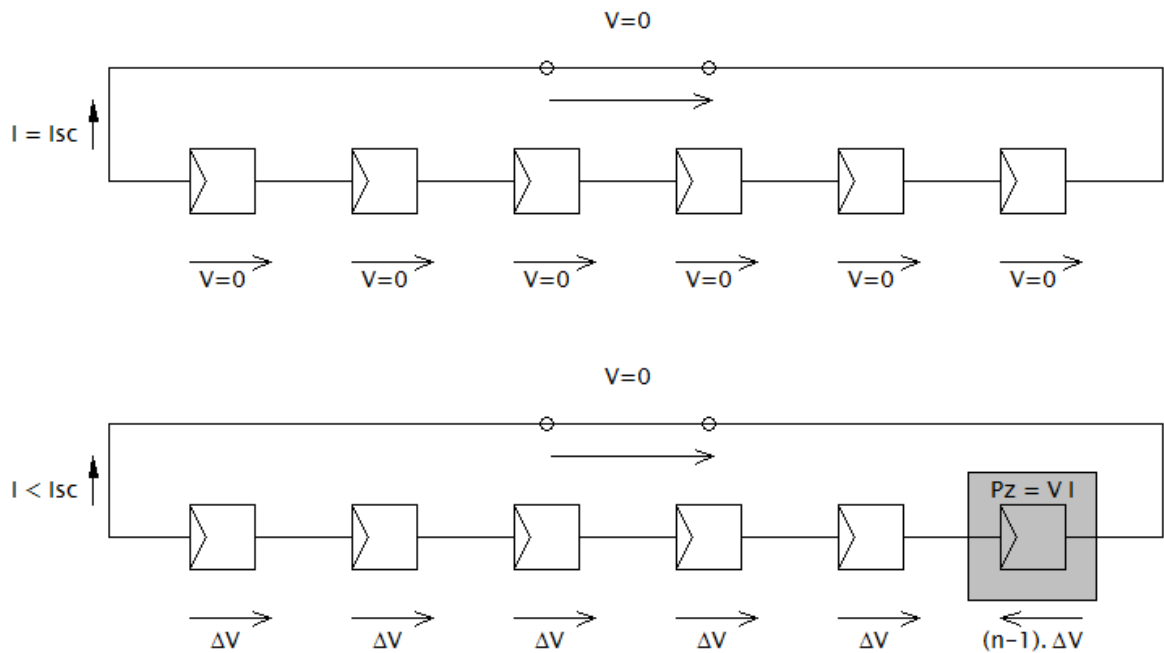 V=0
I = Isc
V=0 V=0 V=0 V=0 V=0 V=0
V=0
I < Isc
Pz = V I
ΔV ΔV ΔV ΔV ΔV (n-1). ΔV